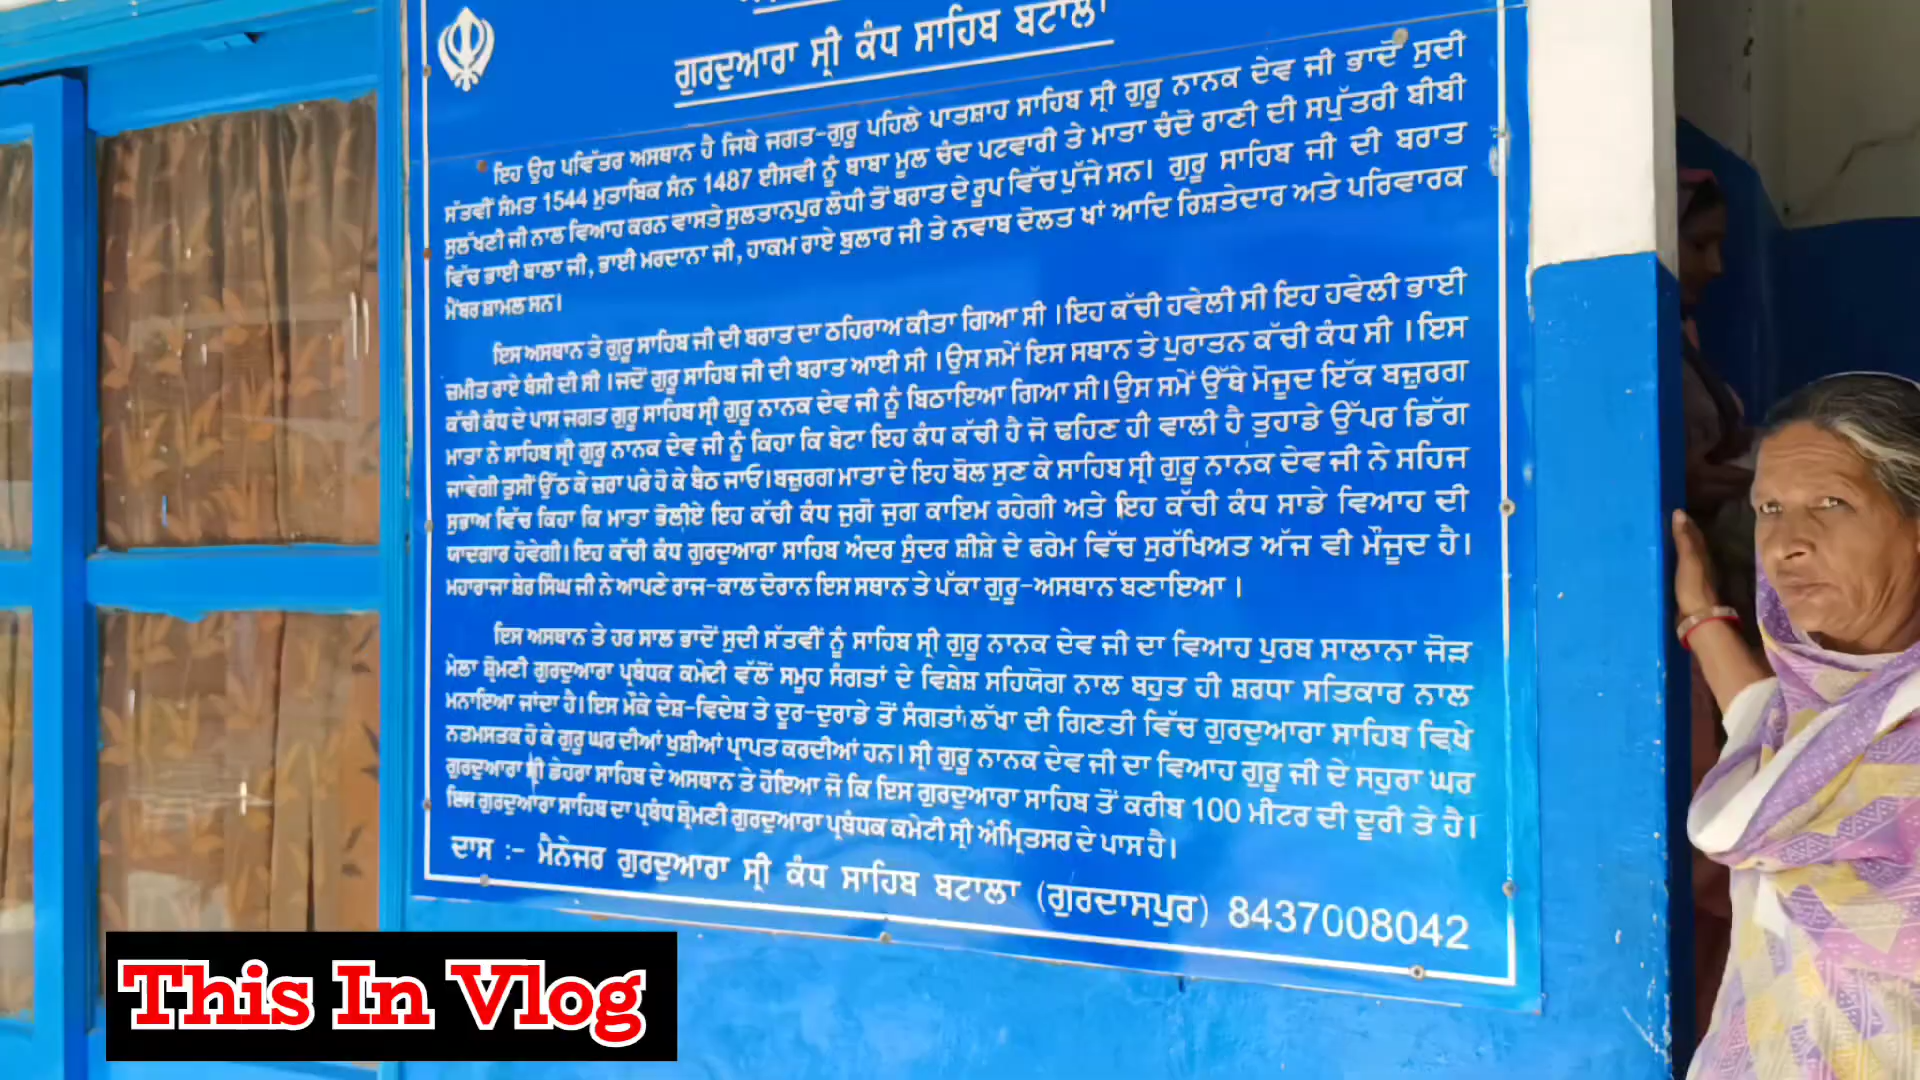 ਗੁਰਦੁਆਰਾ ਸ੍ਰੀ ਕੰਧ ਸਾਹਿਬ ਬਟਾਲਾ
ਇਹ ਉਹ ਪਵਿੱਤਰ ਅਸਥਾਨ ਹੈ ਜਿਥੇ ਜਗਤ-ਗੁਰੂ ਪਹਿਲੇ ਪਾਤਸ਼ਾਹ ਸਾਹਿਬ ਸ੍ਰੀ ਗੁਰੂ ਨਾਨਕ ਦੇਵ ਜੀ ਭਾਦੋਂ ਸੁਦੀ
ਸੱਤਵੀਂ ਸੰਮਤ 1544 ਮੁਤਾਬਿਕ ਸੰਨ 1487 ਈਸਵੀ ਨੂੰ ਬਾਬਾ ਮੂਲ ਚੰਦ ਪਟਵਾਰੀ ਤੇ ਮਾਤਾ ਚੰਦੋ ਰਾਣੀ ਦੀ ਸਪੁੱਤਰੀ ਬੀਬੀ
ਸੁਲੱਖਣੀ ਜੀ ਨਾਲ ਵਿਆਹ ਕਰਨ ਵਾਸਤੇ ਸੁਲਤਾਨਪੁਰ ਲੋਧੀ ਤੋਂ ਬਰਾਤ ਦੇ ਰੂਪ ਵਿੱਚ ਪੁੱਜੇ ਸਨ। ਗੁਰੂ ਸਾਹਿਬ ਜੀ ਦੀ ਬਰਾਤ
ਵਿੱਚ ਭਾਈ ਬਾਲਾ ਜੀ, ਭਾਈ ਮਰਦਾਨਾ ਜੀ, ਹਾਕਮ ਰਾਏ ਬੁਲਾਰ ਜੀ ਤੇ ਨਵਾਬ ਦੋਲਤ ਖਾਂ ਆਦਿ ਰਿਸ਼ਤੇਦਾਰ ਅਤੇ ਪਰਿਵਾਰਕ
ਮੈਂਬਰ ਸ਼ਾਮਲ ਸਨ।
ਇਸ ਅਸਥਾਨ ਤੇ ਗੁਰੂ ਸਾਹਿਬ ਜੀ ਦੀ ਬਰਾਤ ਦਾ ਠਹਿਰਾਅ ਕੀਤਾ ਗਿਆ ਸੀ । ਇਹ ਕੱਚੀ ਹਵੇਲੀ ਸੀ ਇਹ ਹਵੇਲੀ ਭਾਈ
ਜ਼ਮੀਤ ਰਾਏ ਬੰਸੀ ਦੀ ਸੀ । ਜਦੋਂ ਗੁਰੂ ਸਾਹਿਬ ਜੀ ਦੀ ਬਰਾਤ ਆਈ ਸੀ । ਉਸ ਸਮੇਂ ਇਸ ਸਥਾਨ ਤੇ ਪੁਰਾਤਨ ਕੱਚੀ ਕੰਧ ਸੀ । ਇਸ
ਕੱਚੀ ਕੰਧ ਦੇ ਪਾਸ ਜਗਤ ਗੁਰੂ ਸਾਹਿਬ ਸ੍ਰੀ ਗੁਰੂ ਨਾਨਕ ਦੇਵ ਜੀ ਨੂੰ ਬਿਠਾਇਆ ਗਿਆ ਸੀ। ਉਸ ਸਮੇਂ ਉੱਥੇ ਮੌਜੂਦ ਇੱਕ ਬਜ਼ੁਰਗ
ਮਾਤਾ ਨੇ ਸਾਹਿਬ ਸ੍ਰੀ ਗੁਰੂ ਨਾਨਕ ਦੇਵ ਜੀ ਨੂੰ ਕਿਹਾ ਕਿ ਬੇਟਾ ਇਹ ਕੰਧ ਕੱਚੀ ਹੈ ਜੋ ਢਹਿਣ ਹੀ ਵਾਲੀ ਹੈ ਤੁਹਾਡੇ ਉੱਪਰ ਡਿੱਗ
ਜਾਵੇਗੀ ਤੁਸੀਂ ਉੱਠ ਕੇ ਜ਼ਰਾ ਪਰੇ ਹੋ ਕੇ ਬੈਠ ਜਾਓ। ਬਜ਼ੁਰਗ ਮਾਤਾ ਦੇ ਇਹ ਬੋਲ ਸੁਣ ਕੇ ਸਾਹਿਬ ਸ੍ਰੀ ਗੁਰੂ ਨਾਨਕ ਦੇਵ ਜੀ ਨੇ ਸਹਿਜ
ਸੁਭਾਅ ਵਿੱਚ ਕਿਹਾ ਕਿ ਮਾਤਾ ਭੋਲੀਏ ਇਹ ਕੱਚੀ ਕੰਧ ਜੁਗੋ ਜੁਗ ਕਾਇਮ ਰਹੇਗੀ ਅਤੇ ਇਹ ਕੱਚੀ ਕੰਧ ਸਾਡੇ ਵਿਆਹ ਦੀ
ਯਾਦਗਾਰ ਹੋਵੇਗੀ। ਇਹ ਕੱਚੀ ਕੰਧ ਗੁਰਦੁਆਰਾ ਸਾਹਿਬ ਅੰਦਰ ਸੁੰਦਰ ਸ਼ੀਸ਼ੇ ਦੇ ਫਰੇਮ ਵਿੱਚ ਸੁਰੱਖਿਅਤ ਅੱਜ ਵੀ ਮੌਜੂਦ ਹੈ।
ਮਹਾਰਾਜਾ ਸ਼ੇਰ ਸਿੰਘ ਜੀ ਨੇ ਆਪਣੇ ਰਾਜ-ਕਾਲ ਦੌਰਾਨ ਇਸ ਸਥਾਨ ਤੇ ਪੱਕਾ ਗੁਰੂ-ਅਸਥਾਨ ਬਣਾਇਆ ।
ਇਸ ਅਸਥਾਨ ਤੇ ਹਰ ਸਾਲ ਭਾਦੋਂ ਸੁਦੀ ਸੱਤਵੀਂ ਨੂੰ ਸਾਹਿਬ ਸ੍ਰੀ ਗੁਰੂ ਨਾਨਕ ਦੇਵ ਜੀ ਦਾ ਵਿਆਹ ਪੁਰਬ ਸਾਲਾਨਾ ਜੋੜ
ਮੇਲਾ ਸ਼੍ਰੋਮਣੀ ਗੁਰਦੁਆਰਾ ਪ੍ਰਬੰਧਕ ਕਮੇਟੀ ਵੱਲੋਂ ਸਮੂਹ ਸੰਗਤਾਂ ਦੇ ਵਿਸ਼ੇਸ਼ ਸਹਿਯੋਗ ਨਾਲ ਬਹੁਤ ਹੀ ਸ਼ਰਧਾ ਸਤਿਕਾਰ ਨਾਲ
ਮਨਾਇਆ ਜਾਂਦਾ ਹੈ। ਇਸ ਮੌਕੇ ਦੇਸ਼-ਵਿਦੇਸ਼ ਤੇ ਦੂਰ-ਦੁਰਾਡੇ ਤੋਂ ਸੰਗਤਾਂ ਲੱਖਾ ਦੀ ਗਿਣਤੀ ਵਿੱਚ ਗੁਰਦੁਆਰਾ ਸਾਹਿਬ ਵਿਖੇ
ਨਤਮਸਤਕ ਹੋ ਕੇ ਗੁਰੂ ਘਰ ਦੀਆਂ ਖੁਸ਼ੀਆਂ ਪ੍ਰਾਪਤ ਕਰਦੀਆਂ ਹਨ। ਸ੍ਰੀ ਗੁਰੂ ਨਾਨਕ ਦੇਵ ਜੀ ਦਾ ਵਿਆਹ ਗੁਰੂ ਜੀ ਦੇ ਸਹੁਰਾ ਘਰ
ਗੁਰਦੁਆਰਾ ਸ੍ਰੀ ਡੇਹਰਾ ਸਾਹਿਬ ਦੇ ਅਸਥਾਨ ਤੇ ਹੋਇਆ ਜੋ ਕਿ ਇਸ ਗੁਰਦੁਆਰਾ ਸਾਹਿਬ ਤੋਂ ਕਰੀਬ 100 ਮੀਟਰ ਦੀ ਦੂਰੀ ਤੇ ਹੈ।
ਇਸ ਗੁਰਦੁਆਰਾ ਸਾਹਿਬ ਦਾ ਪ੍ਰਬੰਧ ਸ਼੍ਰੋਮਣੀ ਗੁਰਦੁਆਰਾ ਪ੍ਰਬੰਧਕ ਕਮੇਟੀ ਸ੍ਰੀ ਅੰਮ੍ਰਿਤਸਰ ਦੇ ਪਾਸ ਹੈ।
ਦਾਸ :- ਮੈਨੇਜਰ ਗੁਰਦੁਆਰਾ ਸ੍ਰੀ ਕੰਧ ਸਾਹਿਬ ਬਟਾਲਾ (ਗੁਰਦਾਸਪੁਰ) 8437008042
This In Vlog